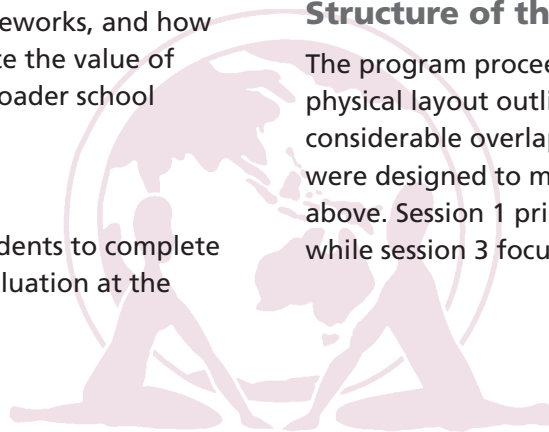 eworks, and how
te the value of
oader school
dents to complete
luation at the
Structure of th
The program procee
physical layout outli
considerable overlap
were designed to m
above. Session 1 pri
while session 3 focu